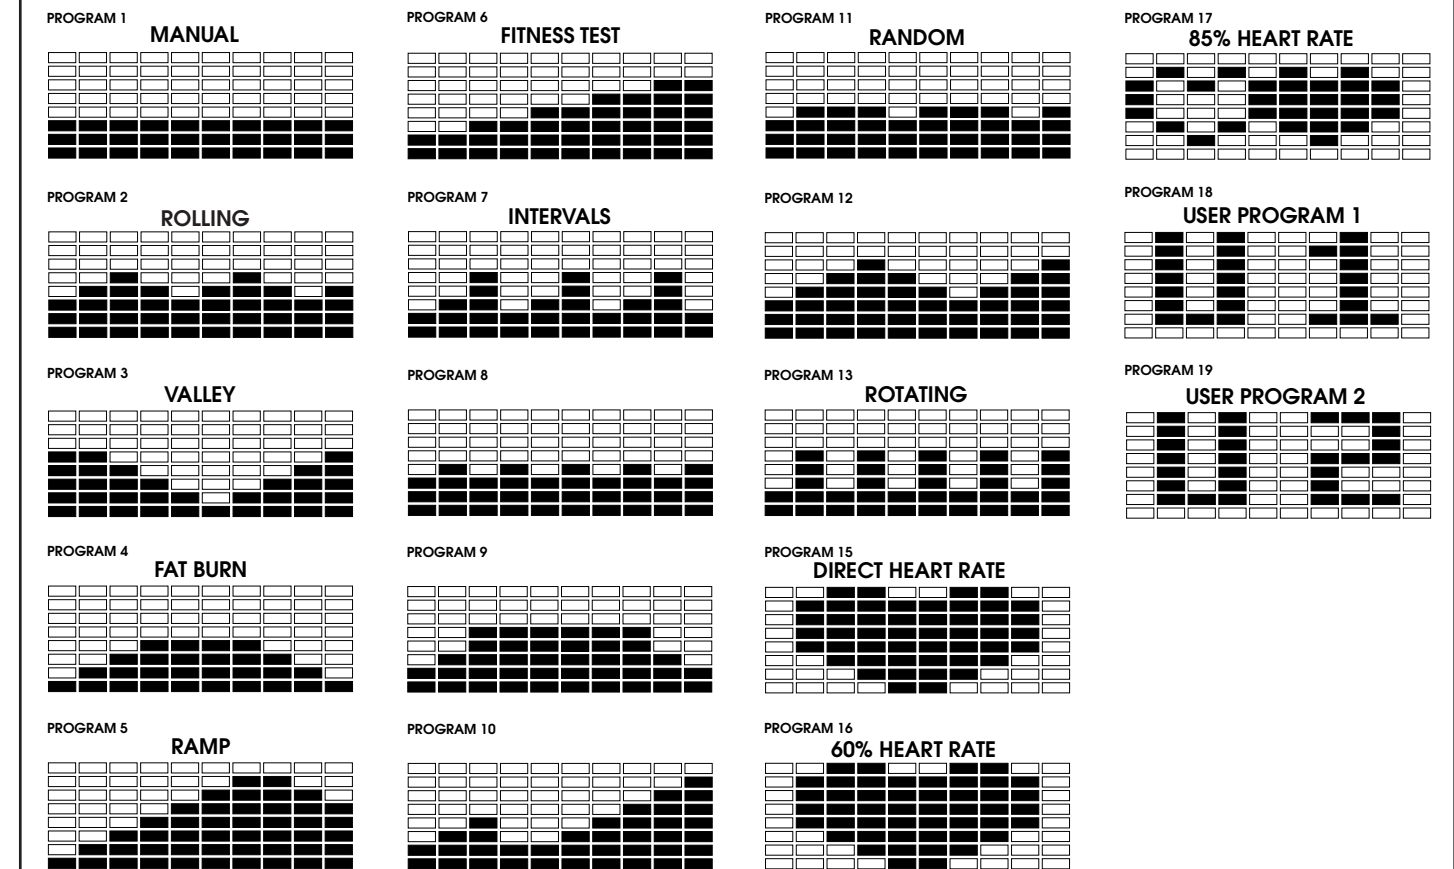 PROGRAM 1
MANUAL
PROGRAM 2
ROLLING
PROGRAM 3
VALLEY
PROGRAM 4
FAT BURN
PROGRAM 5
RAMP
PROGRAM 6
FITNESS TEST
PROGRAM 7
INTERVALS
PROGRAM 8
PROGRAM 9
PROGRAM 10
PROGRAM 11
RANDOM
PROGRAM 12
PROGRAM 13
ROTATING
PROGRAM 15
DIRECT HEART RATE
PROGRAM 16
60% HEART RATE
PROGRAM 17
85% HEART RATE
PROGRAM 18
USER PROGRAM 1
PROGRAM 19
USER PROGRAM 2